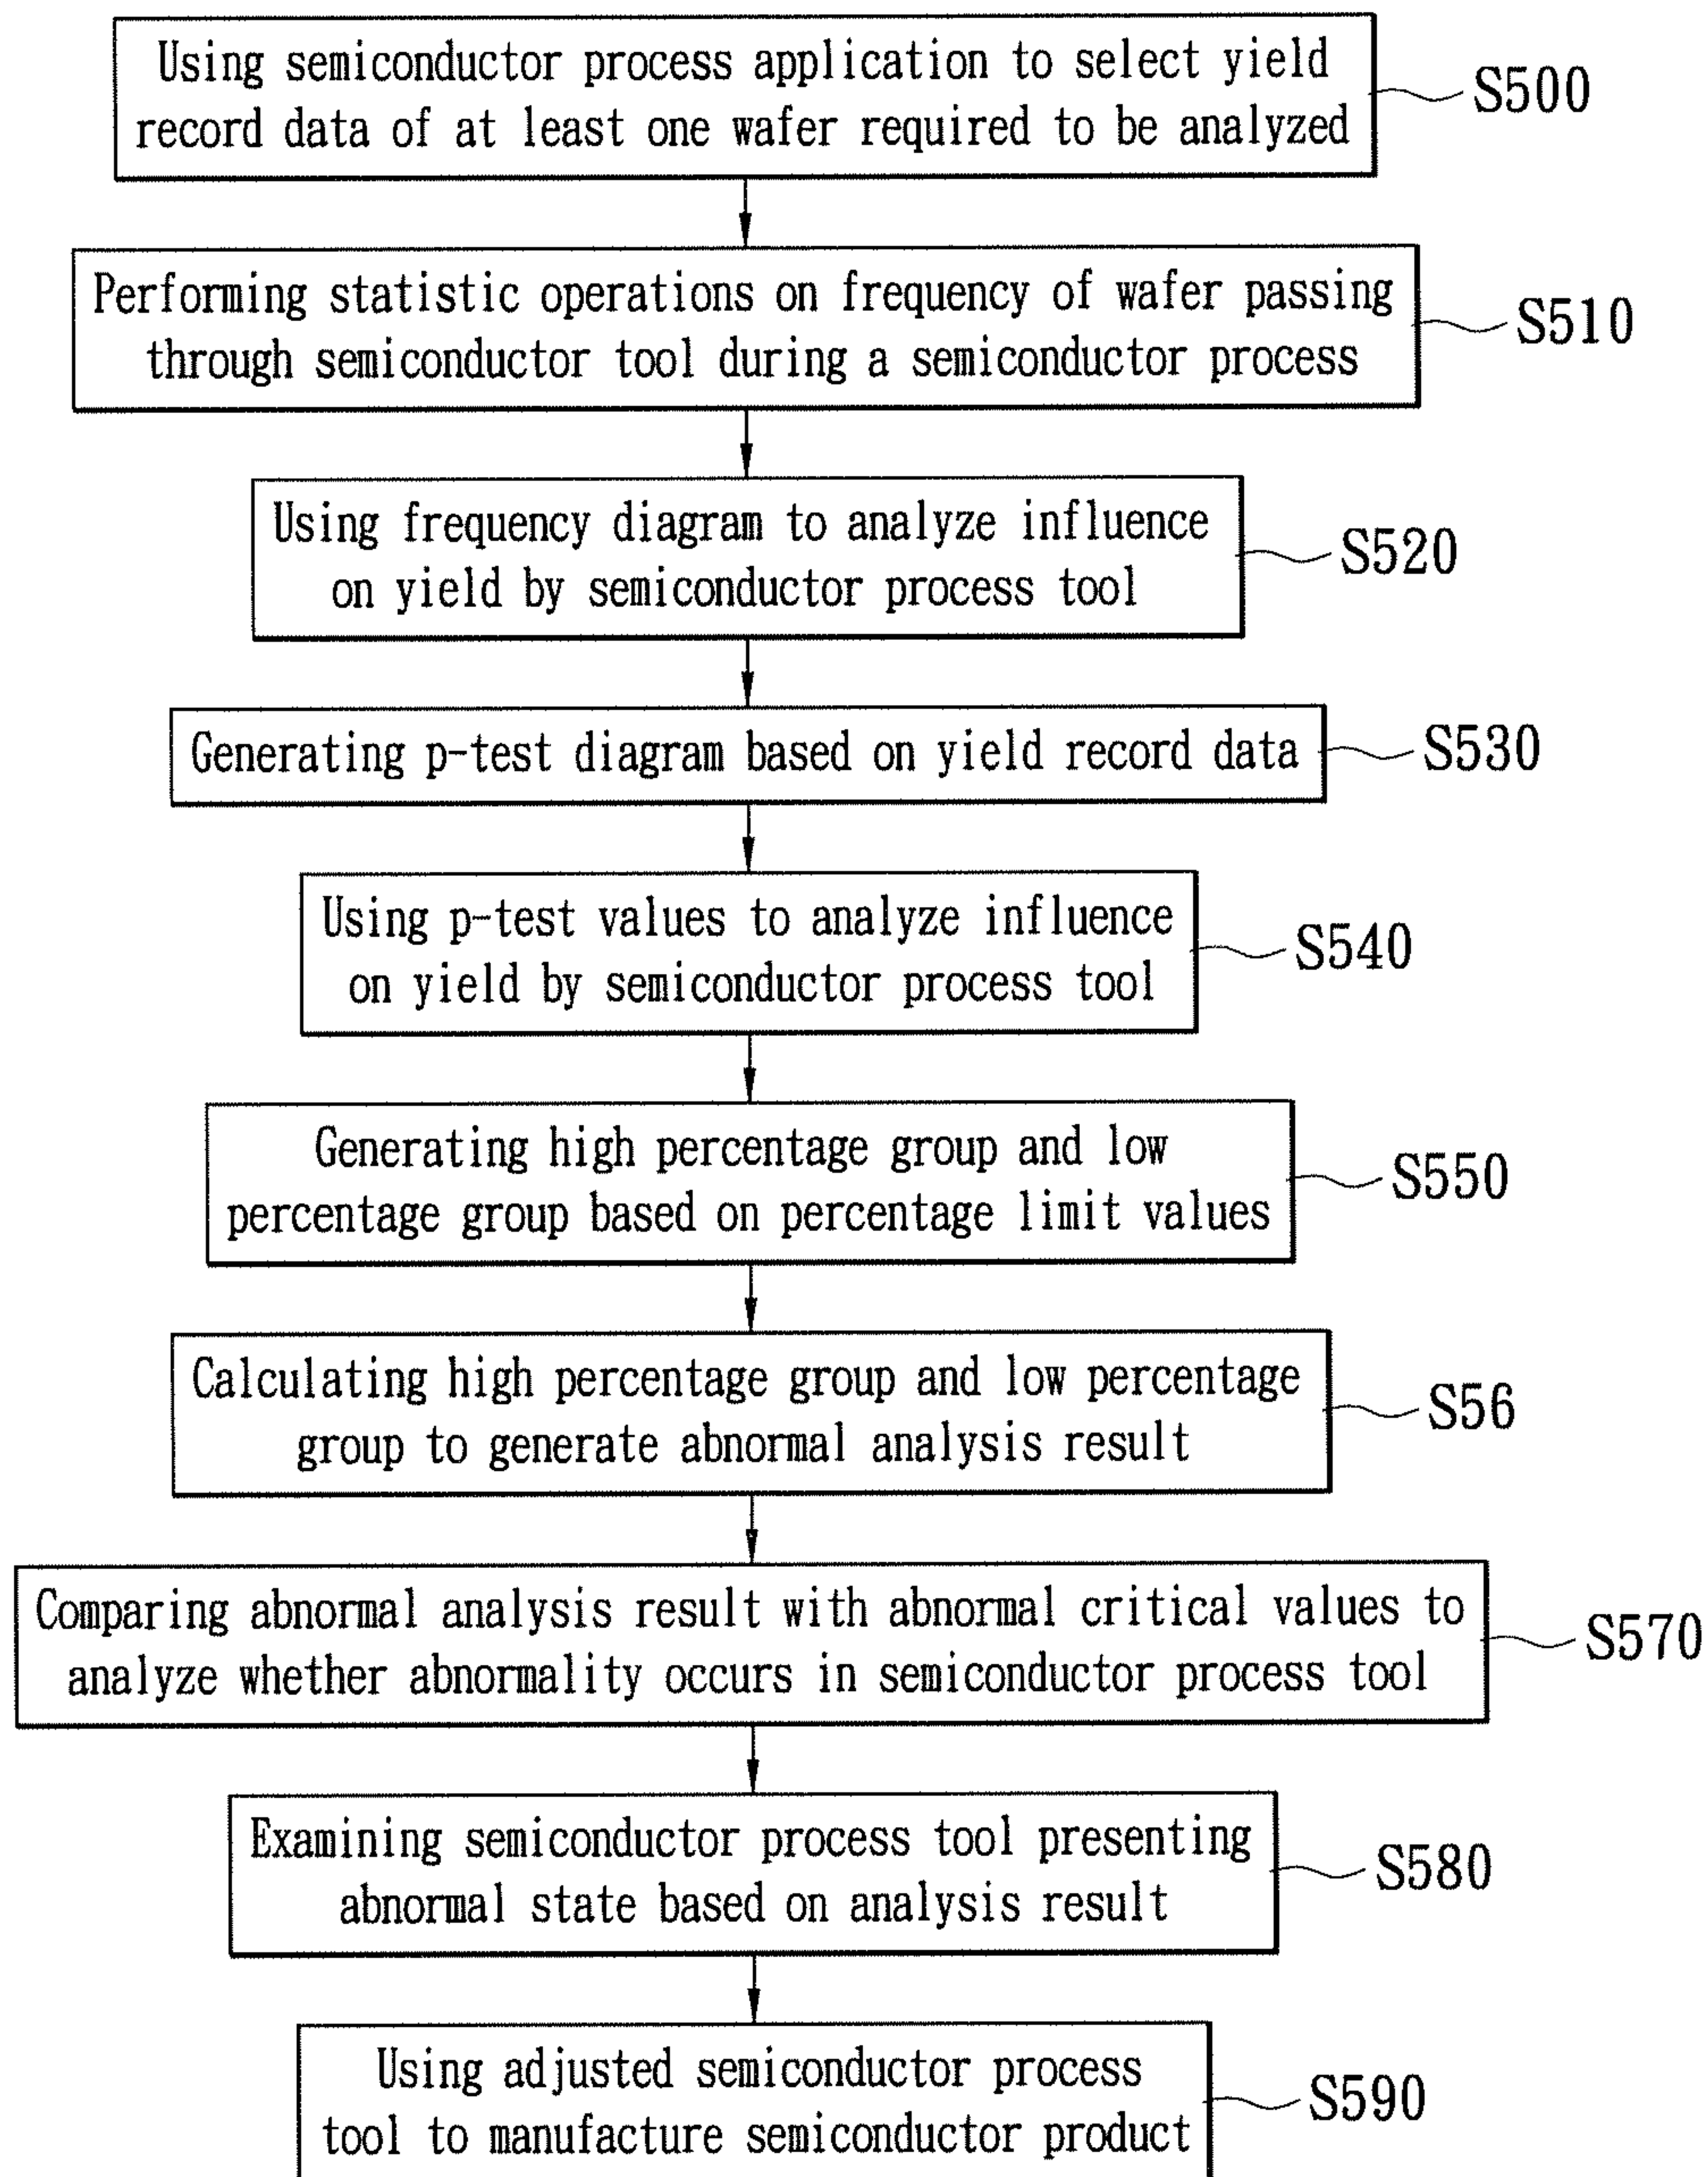 Using semiconductor process application to select yield
record data of at least one wafer required to be analyzed
S500
Performing statistic operations on frequency of wafer passing
through semiconductor tool during a semiconductor process
S510
Using frequency diagram to analyze influence
on yield by semiconductor process tool
S520
Generating p-test diagram based on yield record data
S530
Using p-test values to analyze influence
on yield by semiconductor process tool
S540
Generating high percentage group and low
percentage group based on percentage limit values
S550
Calculating high percentage group and low percentage
group to generate abnormal analysis result
S56
Comparing abnormal analysis result with abnormal critical values to
analyze whether abnormality occurs in semiconductor process tool
S570
Examining semiconductor process tool presenting
abnormal state based on analysis result
S580
Using adjusted semiconductor process
tool to manufacture semiconductor product
S590